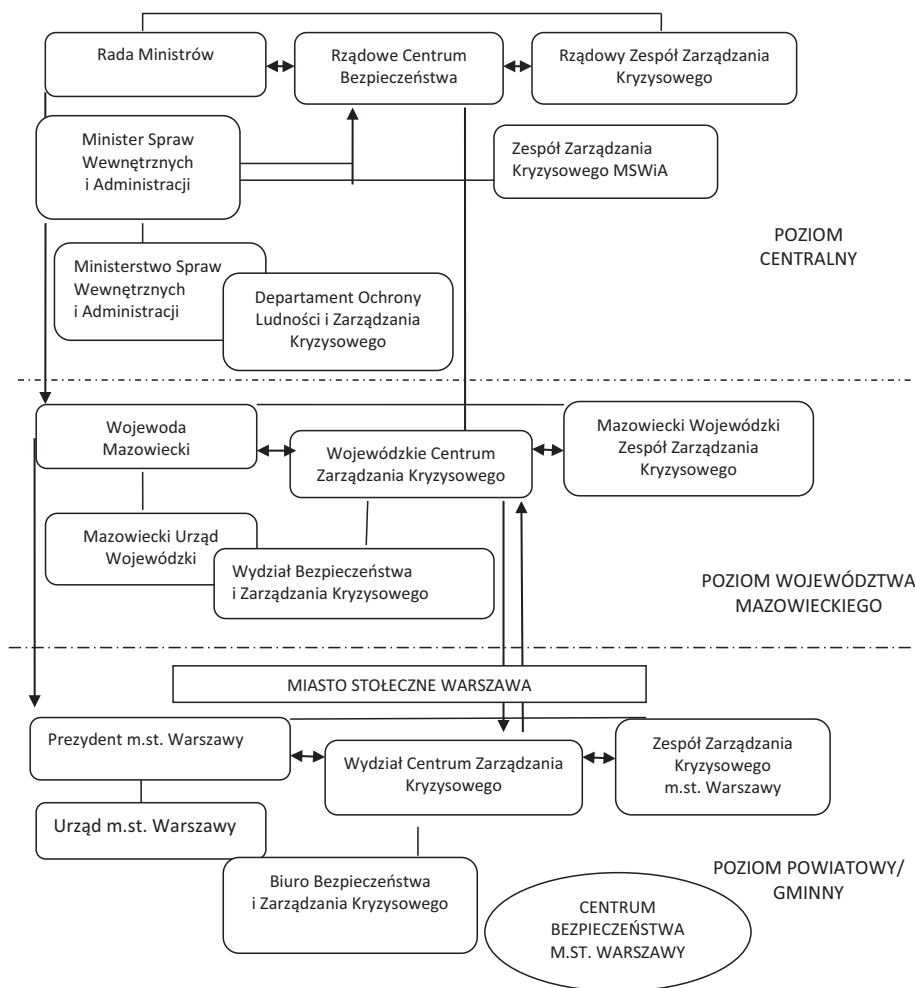 Rada Ministrów
Rządowe Centrum
Bezpieczeństwa
Rządowy Zespół Zarządzania
Kryzysowego
Minister Spraw
Wewnętrznych
i Administracji
Zespół Zarządzania
Kryzysowego MSWiA
POZIOM
CENTRALNY
Ministerstwo Spraw
Wewnętrznych
i Administracji
Departament Ochrony
Ludności i Zarządzania
Kryzysowego
Wojewoda
Mazowiecki
Wojewódzkie Centrum
Zarządzania Kryzysowego
Mazowiecki Wojewódzki
Zespół Zarządzania
Kryzysowego
Mazowiecki Urząd
Wojewódzki
Wydział Bezpieczeństwa
i Zarządzania Kryzysowego
POZIOM WOJEWÓDZTWA
MAZOWIECKIEGO
MIASTO STOŁECZNE WARSZAWA
Prezydent m.st. Warszawy
Wydział Centrum Zarządzania
Kryzysowego
Zespół Zarządzania
Kryzysowego
m.st. Warszawy
Urząd m.st. Warszawy
Biuro Bezpieczeństwa
i Zarządzania Kryzysowego
POZIOM POWIATOWY/
GMINNY
CENTRUM
BEZPIECZEŃSTWA
M.ST. WARSZAWY